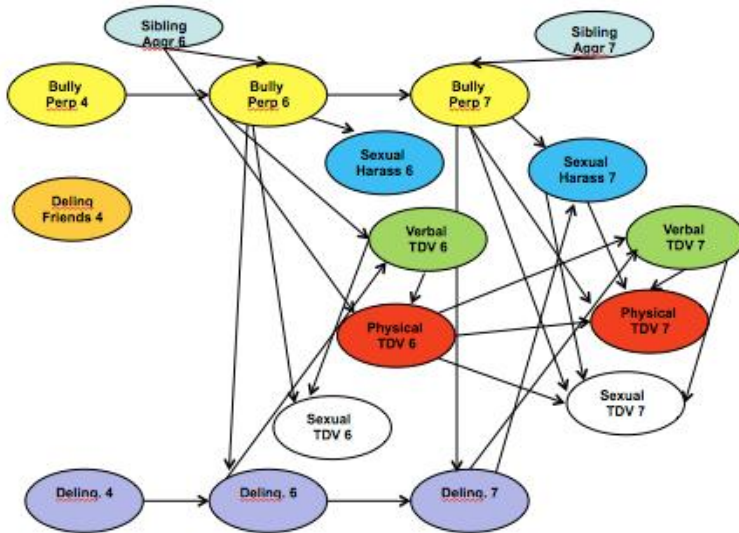 Sibling
Aggr 6
Sibling
Aggr 7
Bully
Perp 4
Bully
Perp 6
Bully
Perp 7
Sexual
Harass 6
Sexual
Harass 7
Delinq
Friends 4
Verbal
TDV 6
Verbal
TDV 7
Physical
TDV 6
Physical
TDV 7
Sexual
TDV 6
Sexual
TDV 7
Delinq. 4
Delinq. 6
Delinq. 7